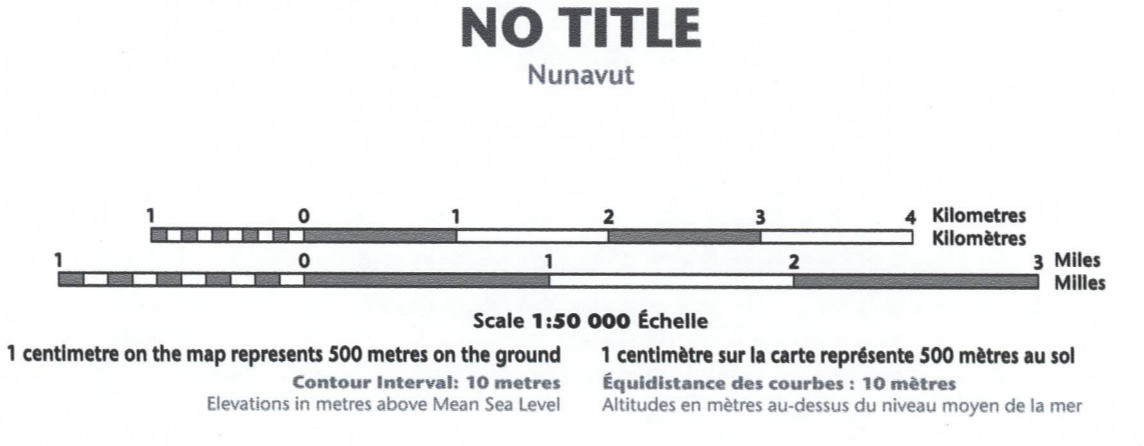 NO TITLE
Nunavut
1 0 1 2 3 4 Kilometres
Kilomètres
1 0 1 2 3 Miles
Milles
Scale 1:50 000 Échelle
1 centimetre on the map represents 500 metres on the ground 1 centimètre sur la carte représente 500 mètres au sol
Contour Interval: 10 metres Équidistance des courbes : 10 mètres
Elevations in metres above Mean Sea Level Altitudes en mètres au-dessus du niveau moyen de la mer